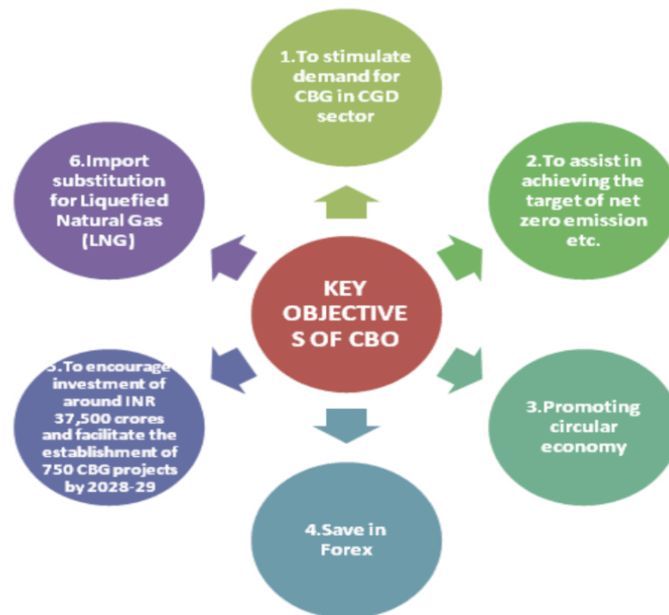 1.To stimulate
demand for
CBG in CGD
sector
2.To assist in
achieving the
target of net
zero emission
etc.
3.Promoting
circular
economy
4.Save in
Forex
5.To encourage
investment of
around INR
37,500 crores
and facilitate the
establishment of
750 CBG projects
by 2028-29
6.Import
substitution
for Liquefied
Natural Gas
(LNG)
KEY
OBJECTIVE
S OF CBO